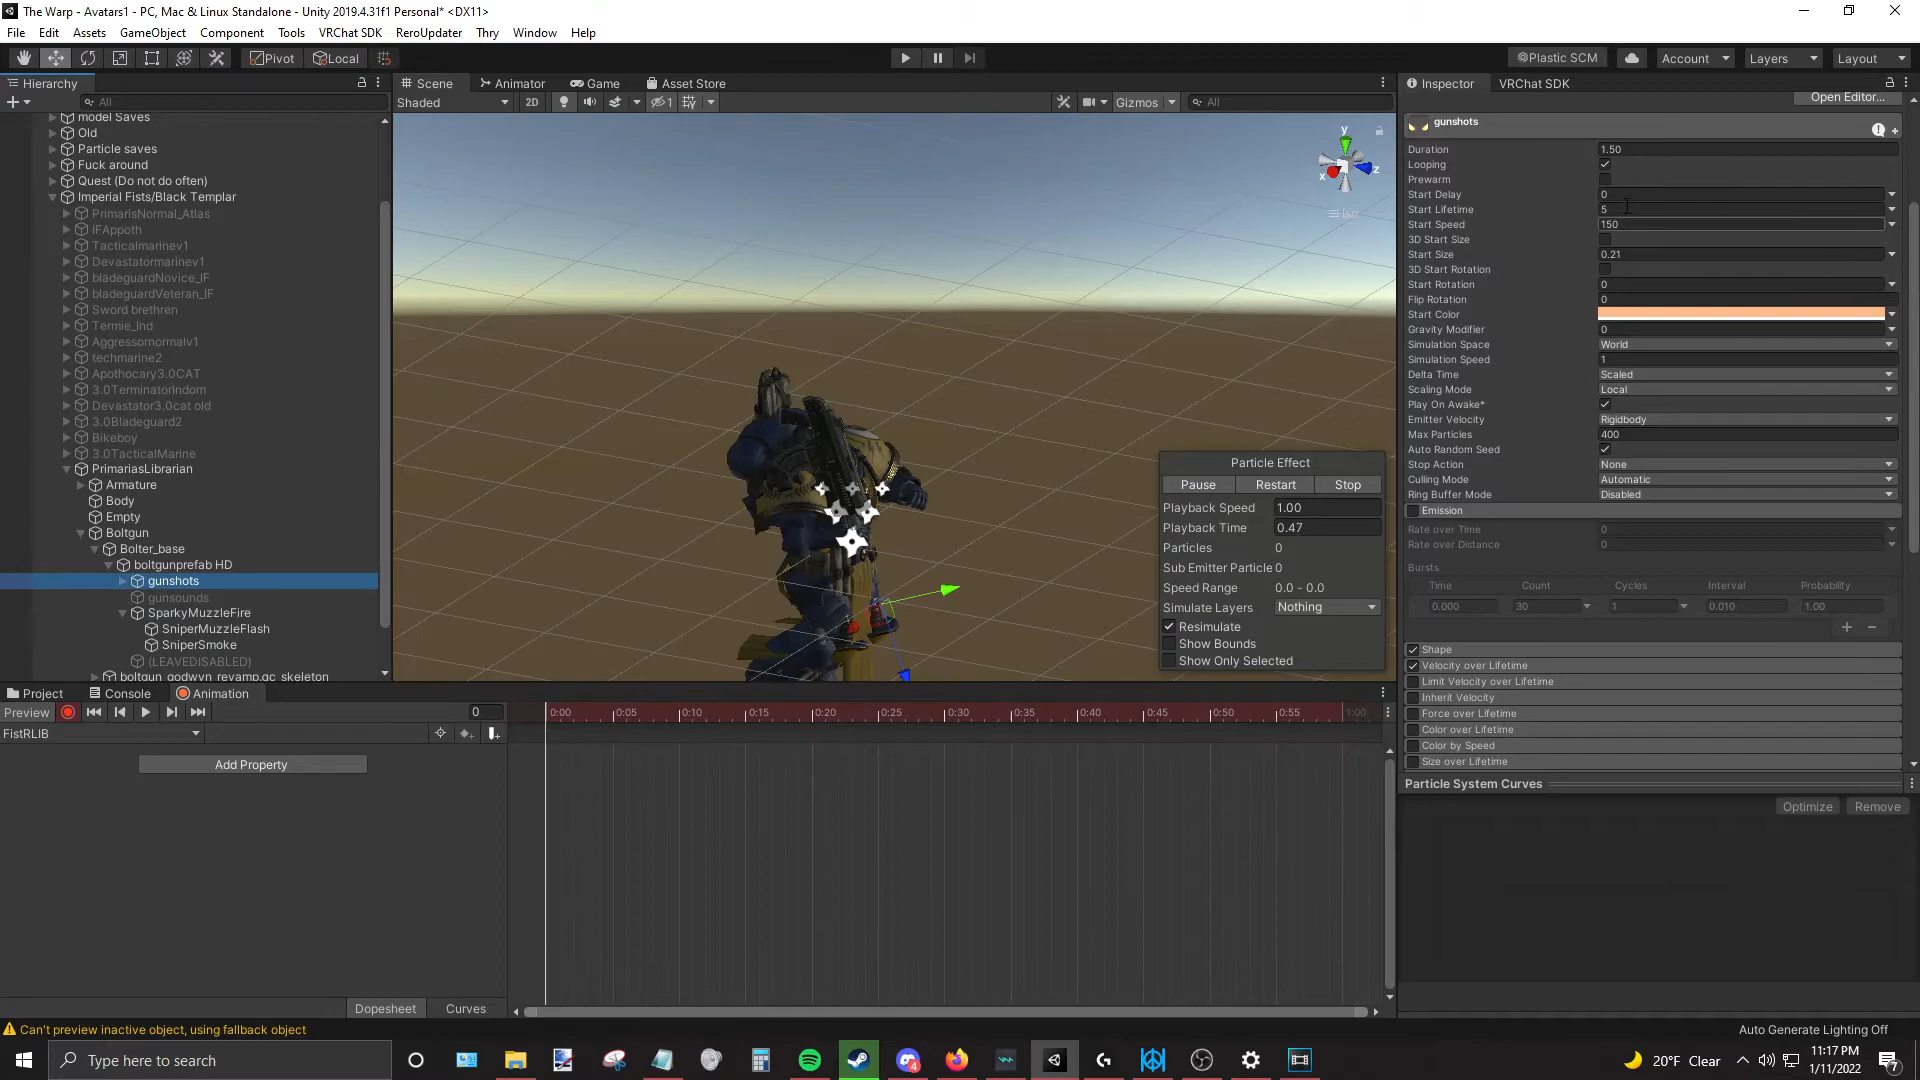 The Warp - Avatars1 - PC, Mac & Linux Standalone - Unity 2019.4.31f1 Personal* <DX11>
File Edit Assets GameObject Component Tools VRChat SDK ReroUpdater Thry Window Help
Pivot Local Plastic SCM Account Layers Layout
Hierarchy
All
model Saves
Old
Particle saves
Fuck around
Quest (Do not do often)
Imperial Fists/Black Templar
PrimarisNormal_Atlas
IFAppoth
Tacticalmarinev1
Devastatormarinev1
bladeguardNovice_IF
bladeguardVeteran_IF
Sword brethren
Termie_Ind
Aggressornormalv1
techmarine2
Apothocary3.0CAT
3.0TerminatorIndom
Devastator3.0cat old
3.0Bladeguard2
Bikeboy
3.0TacticalMarine
PrimariasLibrarian
Armature
Body
Empty
Boltgun
Bolter_base
boltgunprefab HD
gunshots
gunsounds
SparkyMuzzleFire
SniperMuzzleFlash
SniperSmoke
(LEAVEDISABLED)
boltgun_godwyn_revamp.qc_skeleton
Scene Animator Game Asset Store
Shaded 2D 1 Gizmos All
y
x z
Iso
Particle Effect
Pause Restart Stop
Playback Speed 1.00
Playback Time 0.47
Particles 0
Sub Emitter Particle 0
Speed Range 0.0 - 0.0
Simulate Layers Nothing
Resimulate
Show Bounds
Show Only Selected
Inspector VRChat SDK
Open Editor...
gunshots
Duration 1.50
Looping
Prewarm
Start Delay 0
Start Lifetime 5
Start Speed 150
3D Start Size
Start Size 0.21
3D Start Rotation
Start Rotation 0
Flip Rotation 0
Start Color
Gravity Modifier 0
Simulation Space World
Simulation Speed 1
Delta Time Scaled
Scaling Mode Local
Play On Awake*
Emitter Velocity Rigidbody
Max Particles 400
Auto Random Seed
Stop Action None
Culling Mode Automatic
Ring Buffer Mode Disabled
Emission
Rate over Time 0
Rate over Distance 0
Bursts
Time Count Cycles Interval Probability
0.000 30 1 0.010 1.00
Shape
Velocity over Lifetime
Limit Velocity over Lifetime
Inherit Velocity
Force over Lifetime
Color over Lifetime
Color by Speed
Size over Lifetime
Particle System Curves
Optimize Remove
Project Console Animation
Preview 0 0:00 0:05 0:10 0:15 0:20 0:25 0:30 0:35 0:40 0:45 0:50 0:55 1:00
FistRLIB
Add Property
Dopesheet Curves
Can't preview inactive object, using fallback object
Auto Generate Lighting Off
Type here to search
4
20°F Clear
11:17 PM
1/11/2022
7